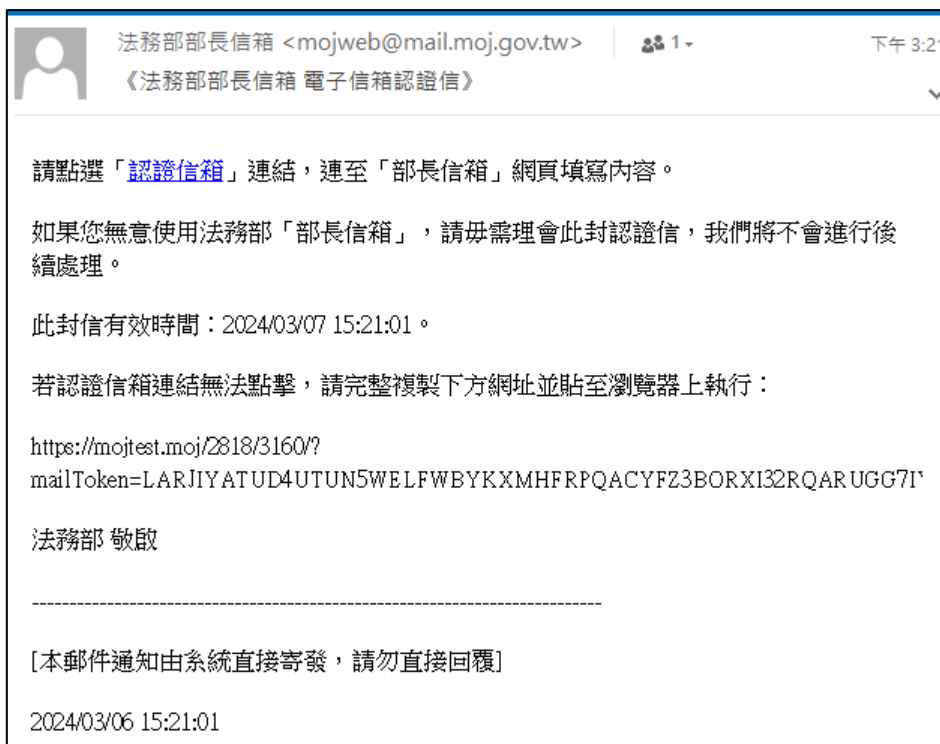 法務部部長信箱 <mojweb@mail.moj.gov.tw> 1 下午 3:21
《法務部部長信箱 電子信箱認證信》
請點選「認證信箱」連結，連至「部長信箱」網頁填寫內容。
如果您無意使用法務部「部長信箱」，請毋需理會此封認證信，我們將不會進行後
續處理。
此封信有效時間：2024/03/07 15:21:01。
若認證信箱連結無法點擊，請完整複製下方網址並貼至瀏覽器上執行：
https://mojtest.moj/2818/3160/?
mailToken=LARJIYATUD4UTUN5WELFWBYKXMHFRPQACYFZ3BORXI32RQARUGG7
法務部 敬啟
----------------------------------------------------------------------------
[本郵件通知由系統直接寄發，請勿直接回覆]
2024/03/06 15:21:01